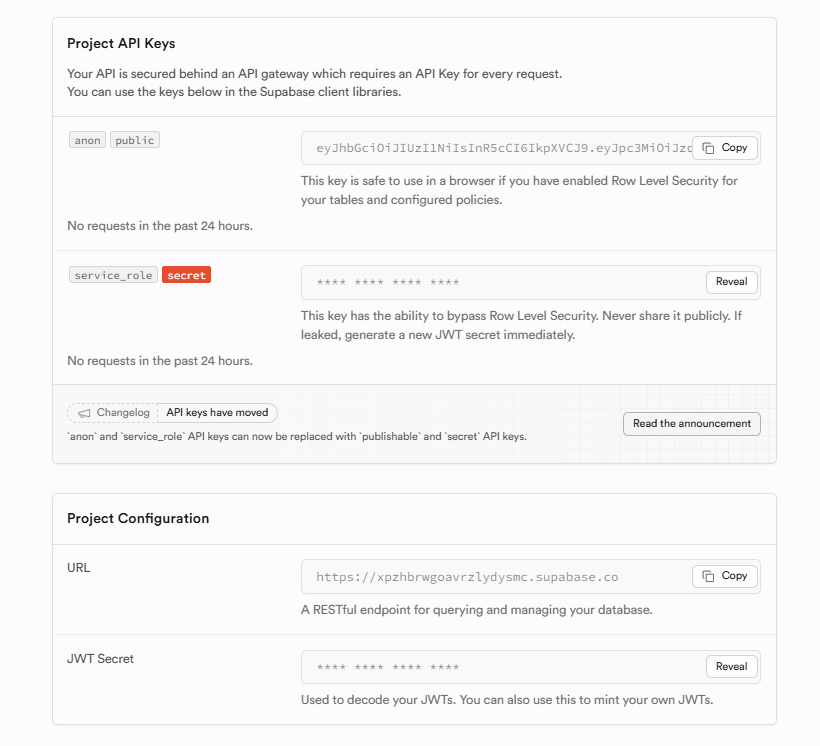 Project API Keys
Your API is secured behind an API gateway which requires an API Key for every request.
You can use the keys below in the Supabase client libraries.
anon public
eyJhbGciOiJIUzI1NiIsInR5cCI6IkpXVCJ9.eyJpc3MiOiJzd
Copy
This key is safe to use in a browser if you have enabled Row Level Security for
your tables and configured policies.
No requests in the past 24 hours.
service_role secret
**** **** **** ****
Reveal
This key has the ability to bypass Row Level Security. Never share it publicly. If
leaked, generate a new JWT secret immediately.
No requests in the past 24 hours.
Changelog API keys have moved
`anon` and `service_role` API keys can now be replaced with `publishable` and `secret` API keys.
Read the announcement
Project Configuration
URL
https://xpzhbrwgoavrzlydysmc.supabase.co
Copy
A RESTful endpoint for querying and managing your database.
JWT Secret
**** **** **** ****
Reveal
Used to decode your JWTs. You can also use this to mint your own JWTs.